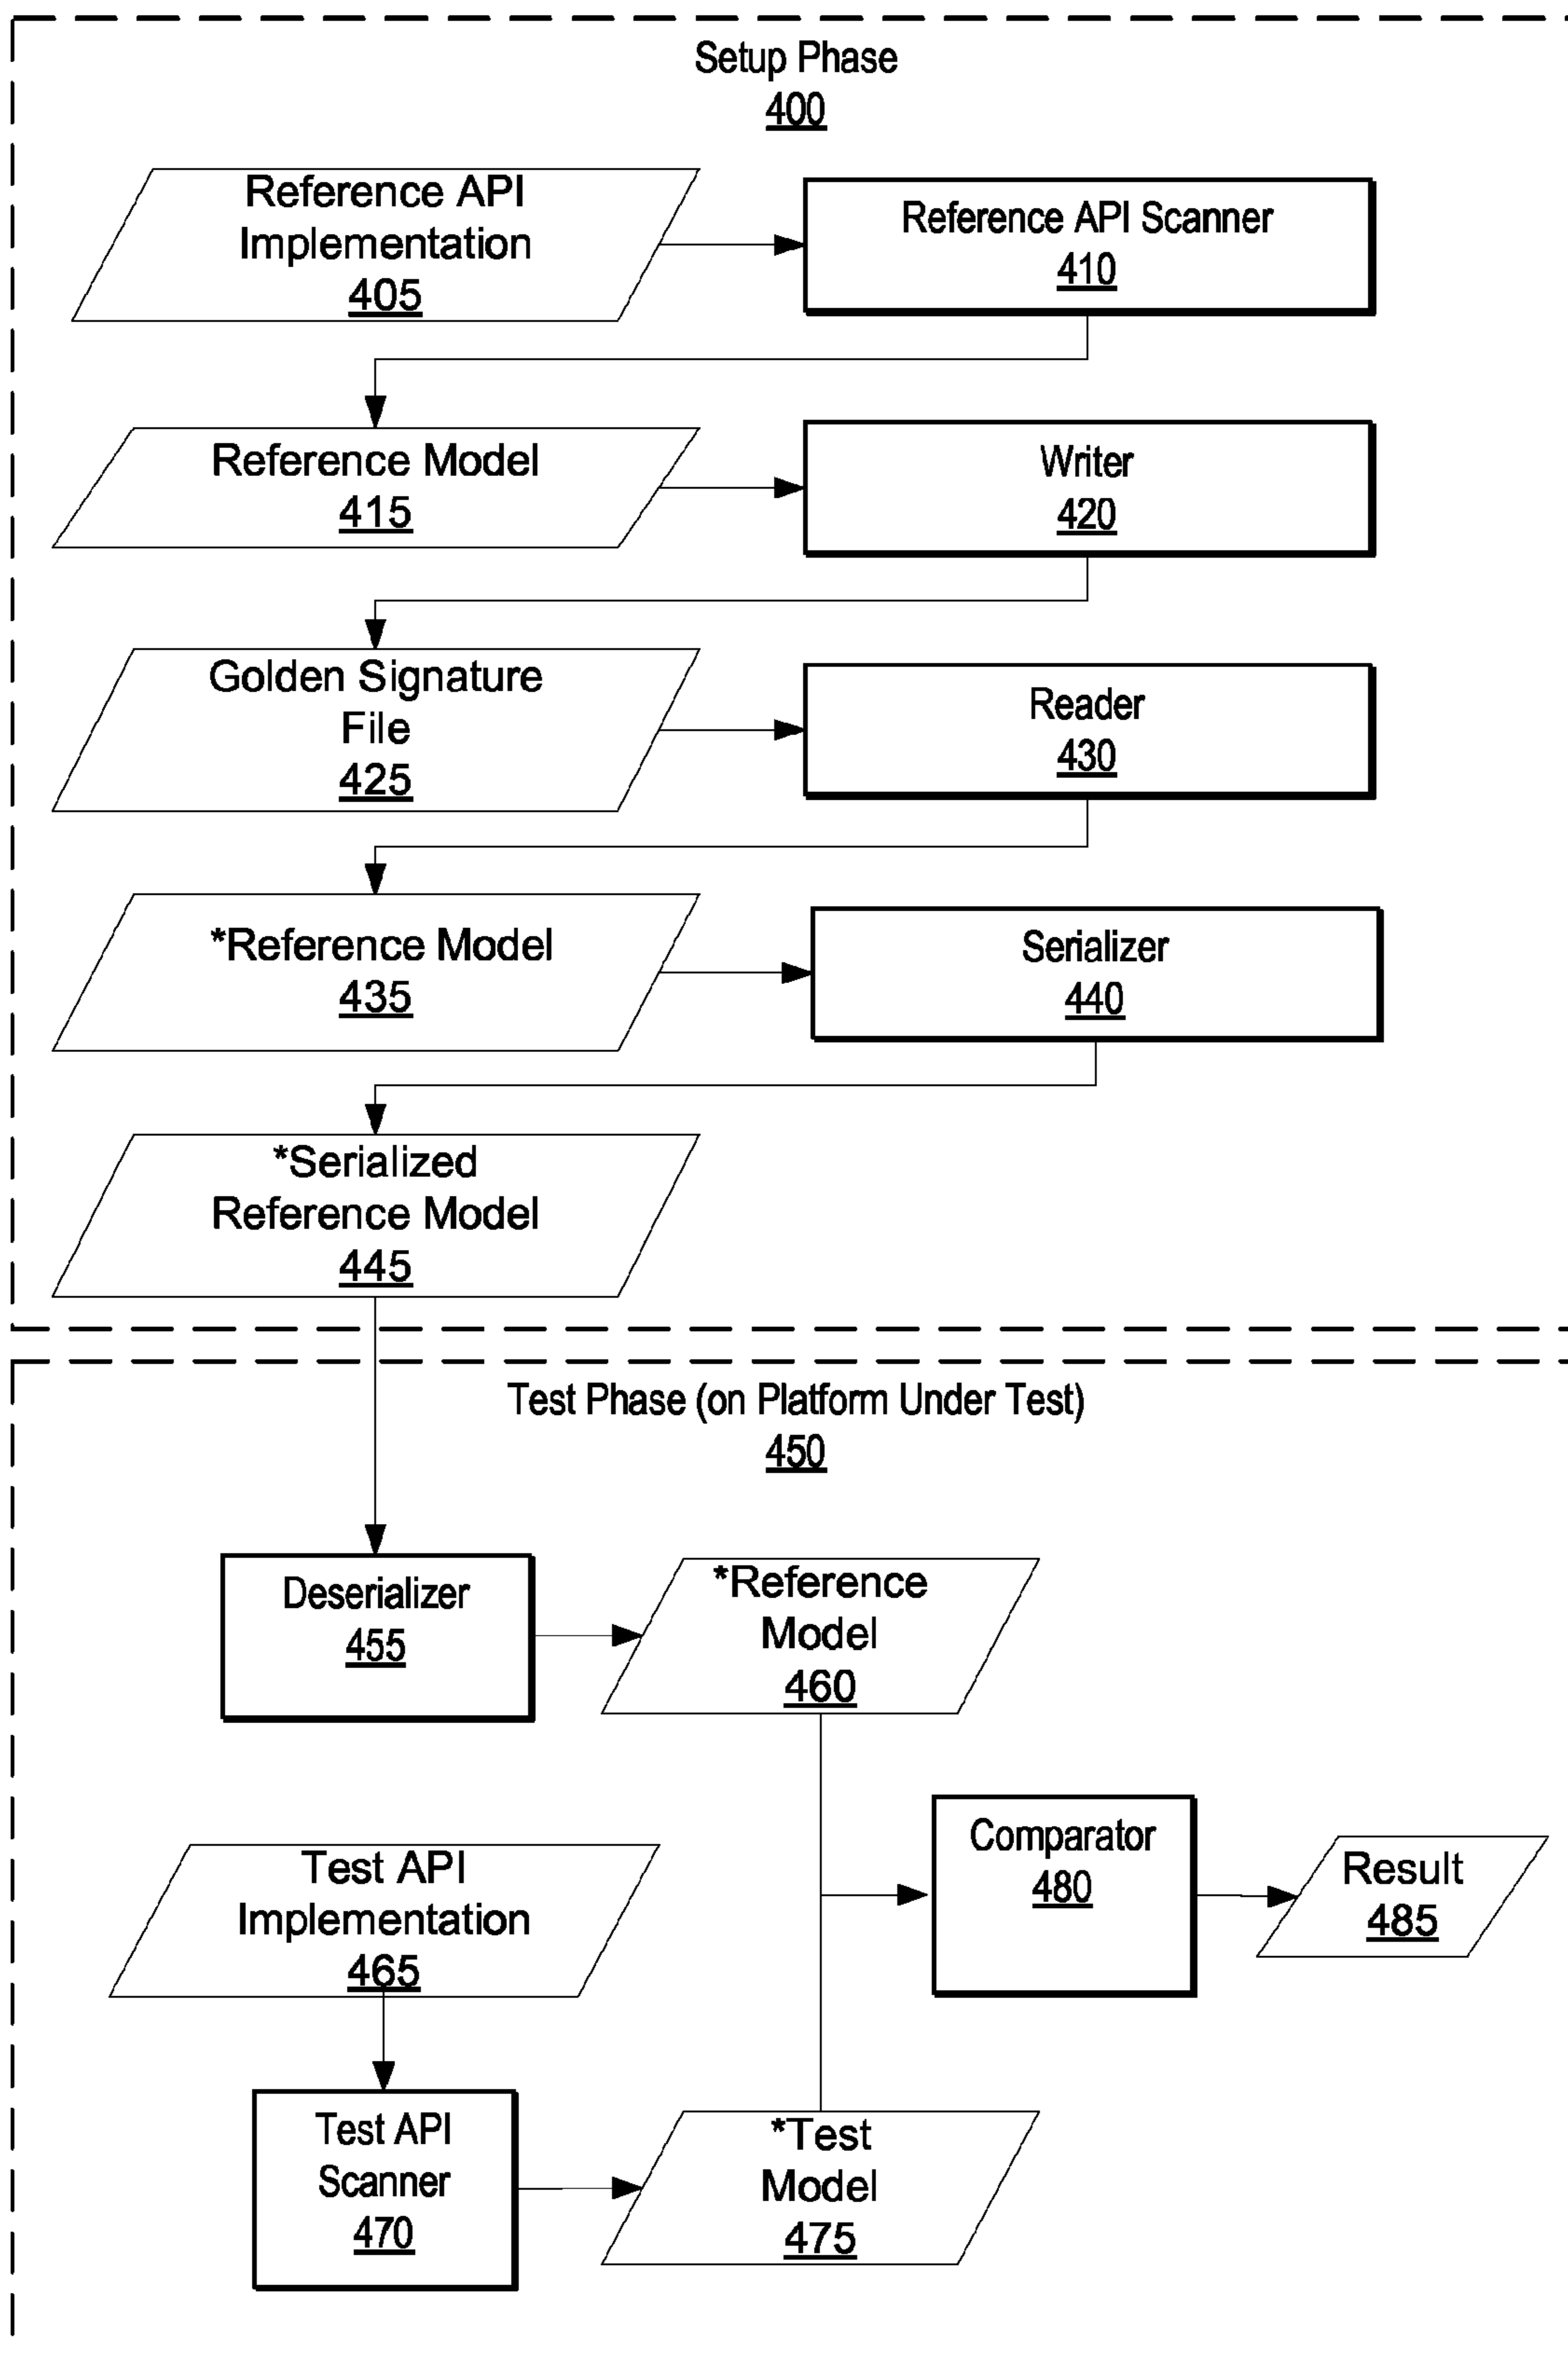 Setup Phase
400
Reference API
Implementation
405
Reference API Scanner
410
Reference Model
415
Writer
420
Golden Signature
File
425
Reader
430
*Reference Model
435
Serializer
440
*Serialized
Reference Model
445
Test Phase (on Platform Under Test)
450
Deserializer
455
*Reference
Model
460
Test API
Implementation
465
Comparator
480
Result
485
Test API
Scanner
470
*Test
Model
475